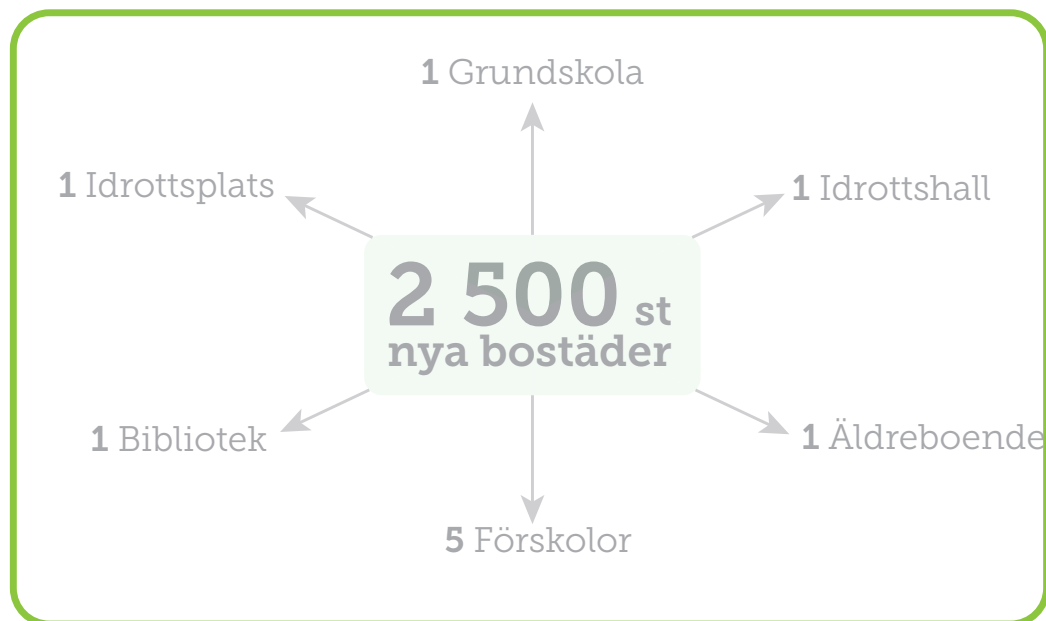 1 Grundskola
1 Idrottsplats
1 Idrottshall
2 500 st
nya bostäder
1 Bibliotek
1 Äldreboende
5 Förskolor